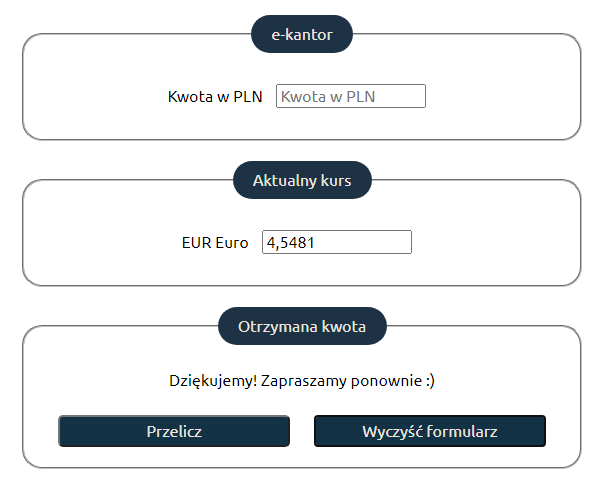 e-kantor
Kwota w PLN Kwota w PLN
Aktualny kurs
EUR Euro 4,5481
Otrzymana kwota
Dziękujemy! Zapraszamy ponownie :)
Przelicz Wyczyść formularz